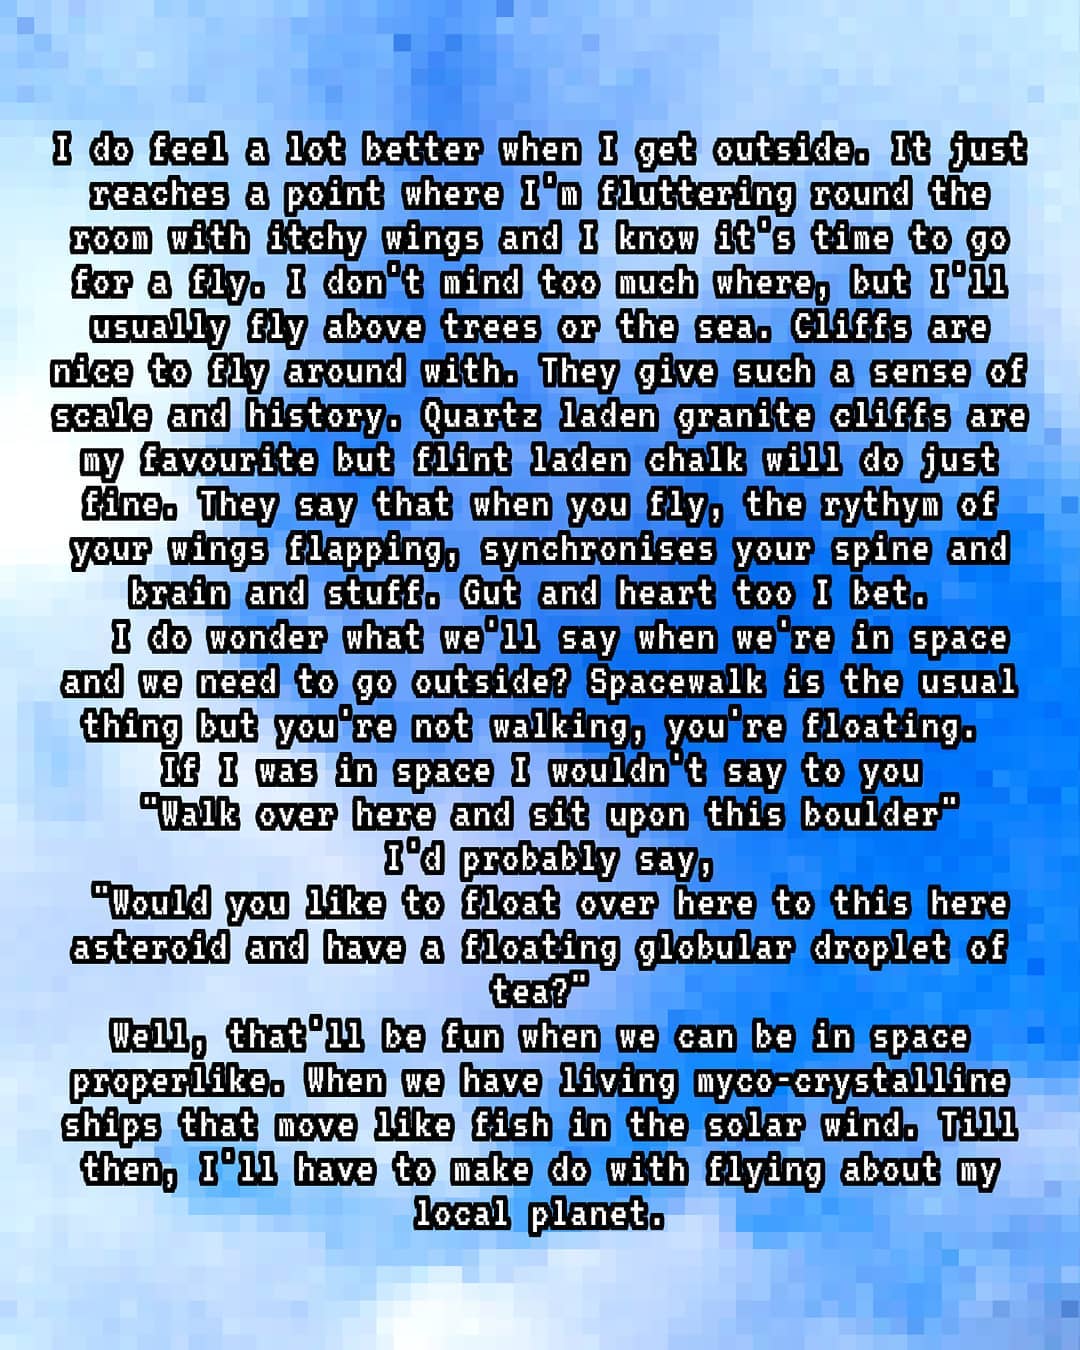 I do feel a lot better when I get outside. It just
reaches a point where I'm fluttering round the
room with itchy wings and I know it's time to go
for a fly. I don't mind too much where, but I'll
usually fly above trees or the sea. Cliffs are
nice to fly around with. They give such a sense of
scale and history. Quartz laden granite cliffs are
my favourite but flint laden chalk will do just
fine. They say that when you fly, the rythym of
your wings flapping, synchronises your spine and
brain and stuff. Gut and heart too I bet.
I do wonder what we'll say when we're in space
and we need to go outside? Spacewalk is the usual
thing but you're not walking, you're floating.
If I was in space I wouldn't say to you
"Walk over here and sit upon this boulder"
I'd probably say,
"Would you like to float over here to this here
asteroid and have a floating globular droplet of
tea?"
Well, that'll be fun when we can be in space
properlike. When we have living myco-crystalline
ships that move like fish in the solar wind. Till
then, I'll have to make do with flying about my
local planet.